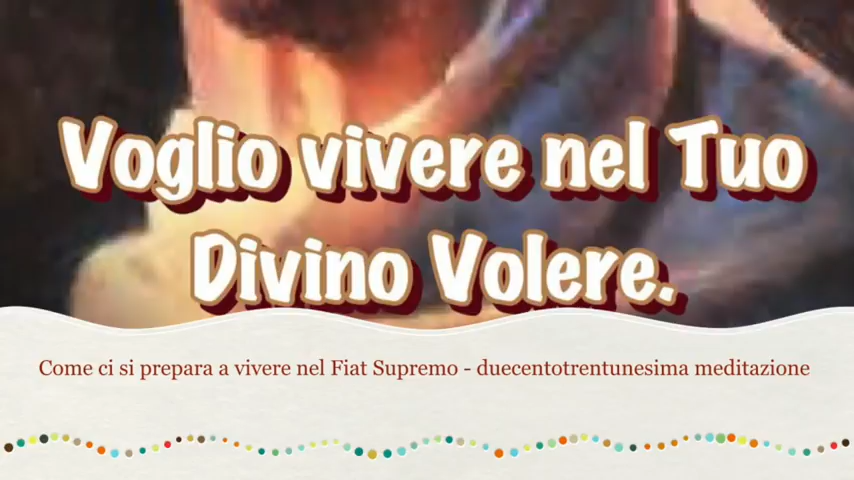 Voglio vivere nel Tuo
Divino Volere.
Come ci si prepara a vivere nel Fiat Supremo - duecentotrentunesima meditazione